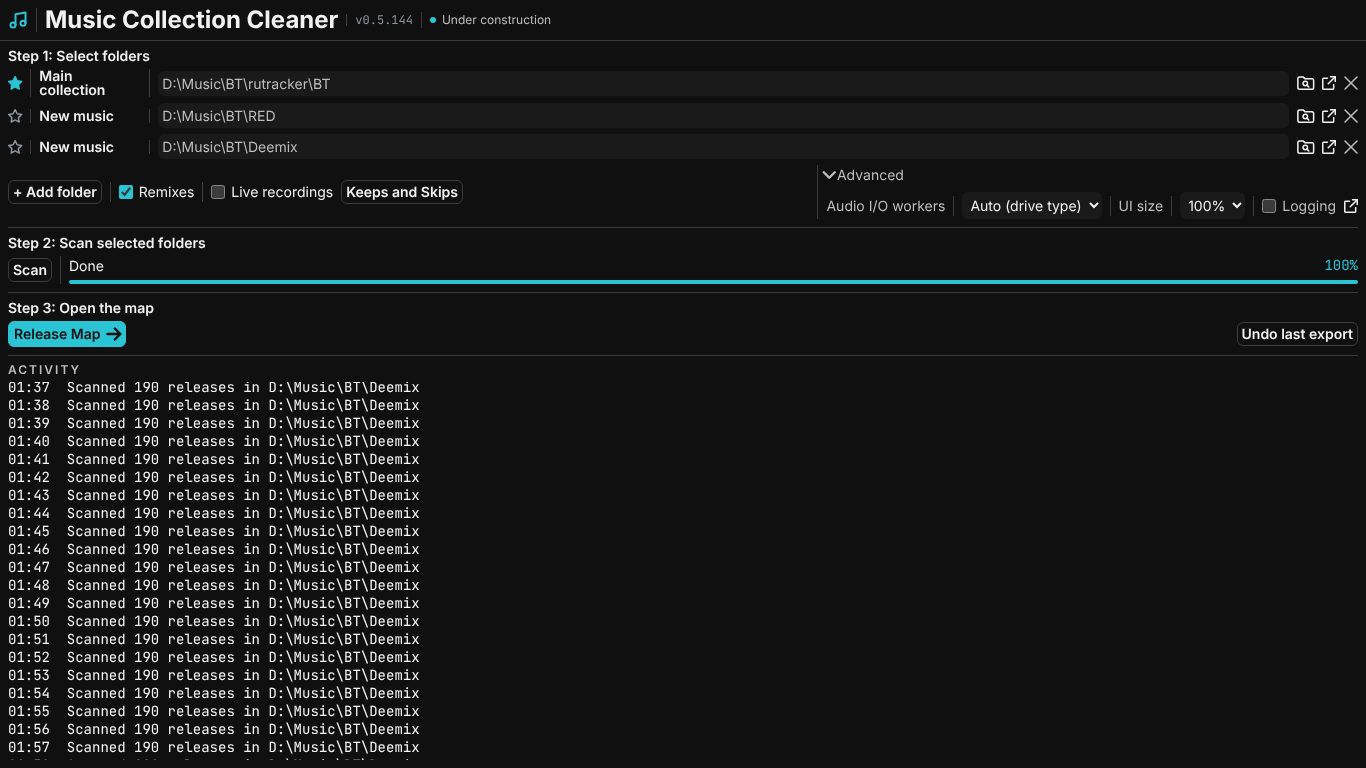 Music Collection Cleaner v0.5.144 Under construction
Step 1: Select folders
Main collection D:\Music\BT\rutracker\BT
New music D:\Music\BT\RED
New music D:\Music\BT\Deemix
+ Add folder Remixes Live recordings Keeps and Skips
Advanced
Audio I/O workers Auto (drive type) UI size 100% Logging
Step 2: Scan selected folders
Scan Done 100%
Step 3: Open the map
Release Map Undo last export
ACTIVITY
01:37 Scanned 190 releases in D:\Music\BT\Deemix
01:38 Scanned 190 releases in D:\Music\BT\Deemix
01:39 Scanned 190 releases in D:\Music\BT\Deemix
01:40 Scanned 190 releases in D:\Music\BT\Deemix
01:41 Scanned 190 releases in D:\Music\BT\Deemix
01:42 Scanned 190 releases in D:\Music\BT\Deemix
01:43 Scanned 190 releases in D:\Music\BT\Deemix
01:44 Scanned 190 releases in D:\Music\BT\Deemix
01:45 Scanned 190 releases in D:\Music\BT\Deemix
01:46 Scanned 190 releases in D:\Music\BT\Deemix
01:47 Scanned 190 releases in D:\Music\BT\Deemix
01:48 Scanned 190 releases in D:\Music\BT\Deemix
01:49 Scanned 190 releases in D:\Music\BT\Deemix
01:50 Scanned 190 releases in D:\Music\BT\Deemix
01:51 Scanned 190 releases in D:\Music\BT\Deemix
01:52 Scanned 190 releases in D:\Music\BT\Deemix
01:53 Scanned 190 releases in D:\Music\BT\Deemix
01:54 Scanned 190 releases in D:\Music\BT\Deemix
01:55 Scanned 190 releases in D:\Music\BT\Deemix
01:56 Scanned 190 releases in D:\Music\BT\Deemix
01:57 Scanned 190 releases in D:\Music\BT\Deemix